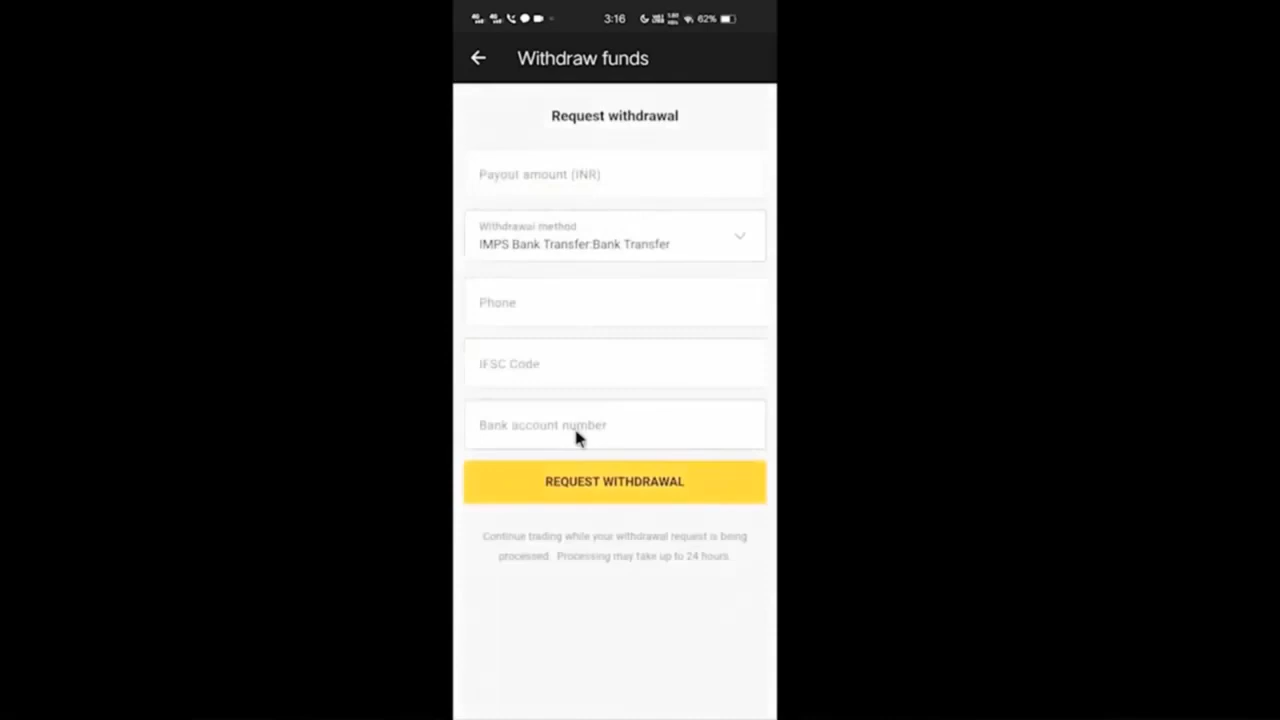 3:16
62%
Withdraw funds
Request withdrawal
Payout amount (INR)
Withdrawal method
IMPS Bank Transfer:Bank Transfer
Phone
IFSC Code
Bank account number
REQUEST WITHDRAWAL
Continue trading while your withdrawal request is being
processed. Processing may take up to 24 hours.